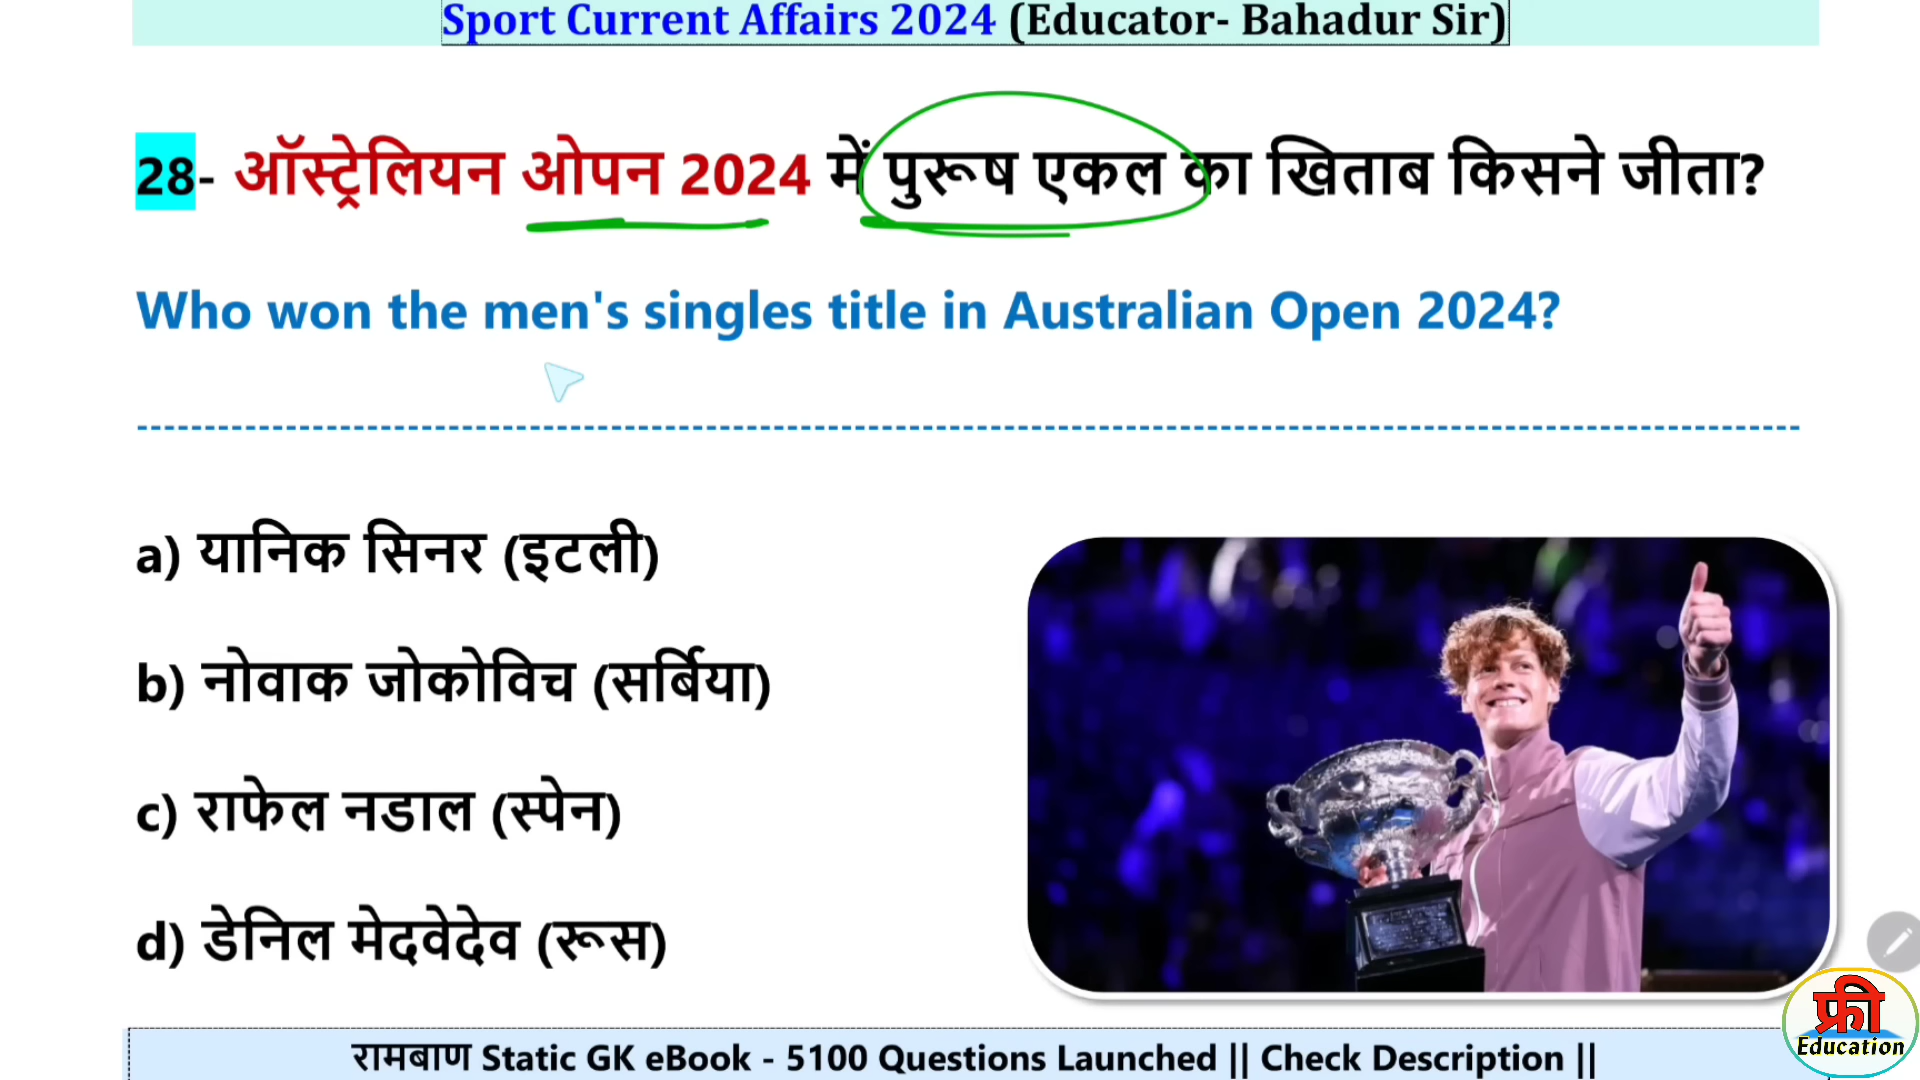 Sport Current Affairs 2024 (Educator- Bahadur Sir)
28- ऑस्ट्रेलियन ओपन 2024 में पुरूष एकल का खिताब किसने जीता?
Who won the men's singles title in Australian Open 2024?
a) यानिक सिनर (इटली)
b) नोवाक जोकोविच (सर्बिया)
c) राफेल नडाल (स्पेन)
d) डेनिल मेदवेदेव (रूस)
फ्री
Education
रामबाण Static GK eBook - 5100 Questions Launched || Check Description ||